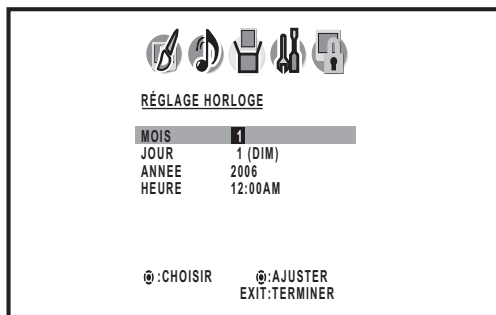 RÉGLAGE HORLOGE
MOIS 1
JOUR 1 (DIM)
ANNEE 2006
HEURE 12:00AM
:CHOISIR :AJUSTER
EXIT:TERMINER